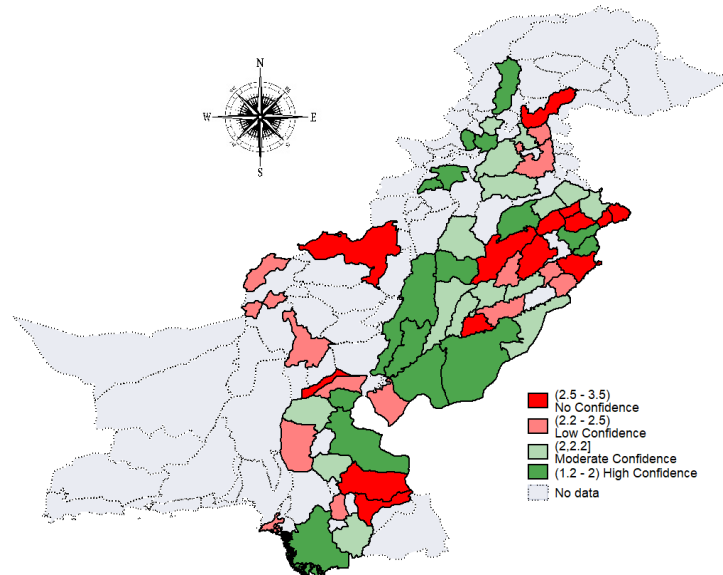 N
W
E
S
(2.5 - 3.5)
No Confidence
(2.2 - 2.5)
Low Confidence
(2,2.2]
Moderate Confidence
(1.2 - 2) High Confidence
No data